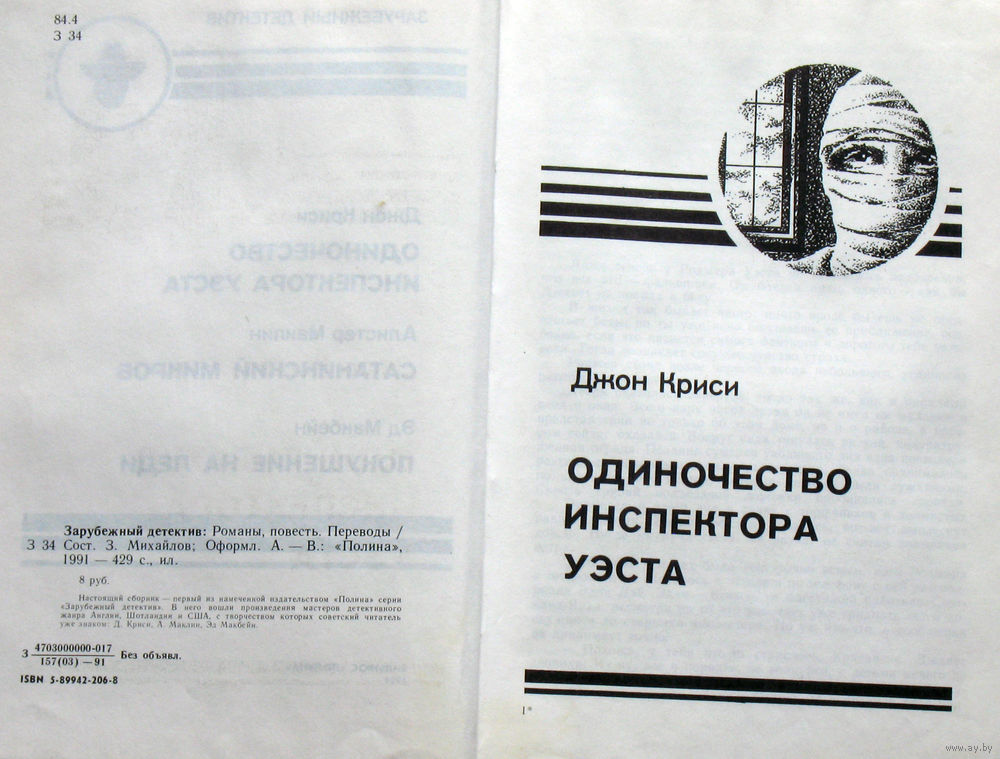 84.4
З 34
Зарубежный детектив: Романы, повесть. Переводы /
З 34 Сост. З. Михайлов; Оформл. А. — В.: «Полина»,
1991 — 429 с., ил.
8 руб.
Настоящий сборник — первый из намеченной издательством «Полина» серии
«Зарубежный детектив». В него вошли произведения мастеров детективного
жанра Англии, Шотландии и США, с творчеством которых советский читатель
уже знаком: Д. Криси, А. Маклин, Эд Макбейн.
З 4703000000-017
157(03) — 91 Без объявл.
ISBN 5-89942-206-8
Джон Криси
ОДИНОЧЕСТВО
ИНСПЕКТОРА
УЭСТА
1*
www.ay.by